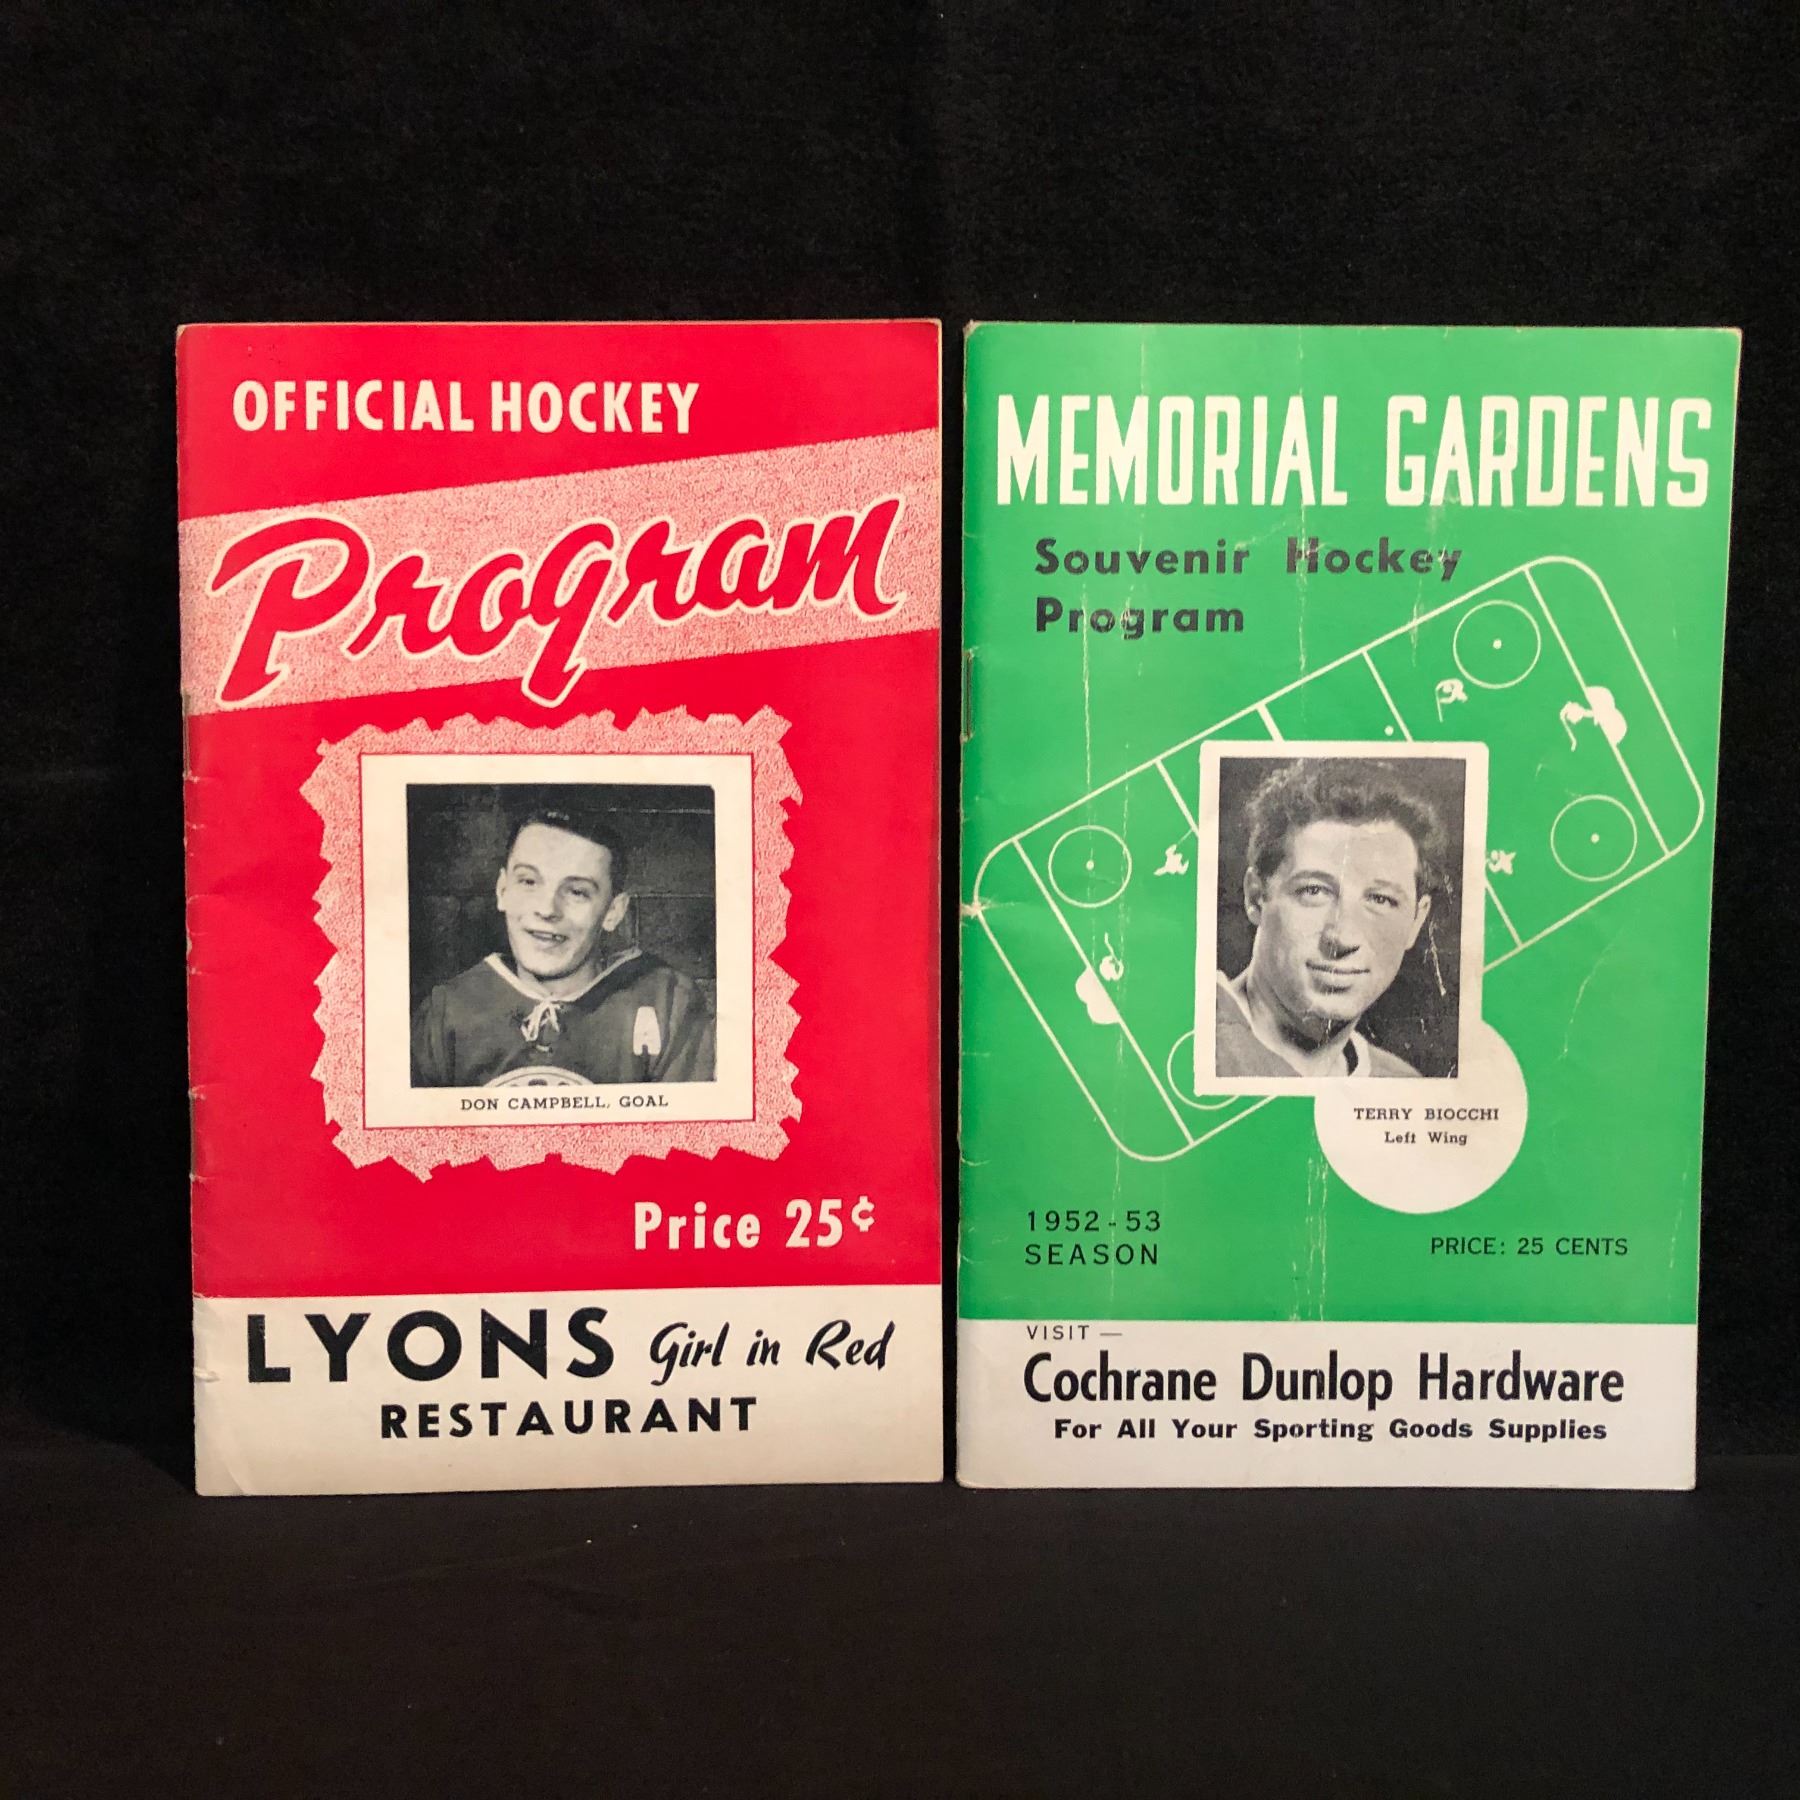 OFFICIAL HOCKEY
Program
DON CAMPBELL, GOAL
Price 25¢
LYONS Girl in Red
RESTAURANT
MEMORIAL GARDENS
Souvenir Hockey
Program
TERRY BIOCCHI
Left Wing
1952-53
SEASON
PRICE: 25 CENTS
VISIT —
Cochrane Dunlop Hardware
For All Your Sporting Goods Supplies